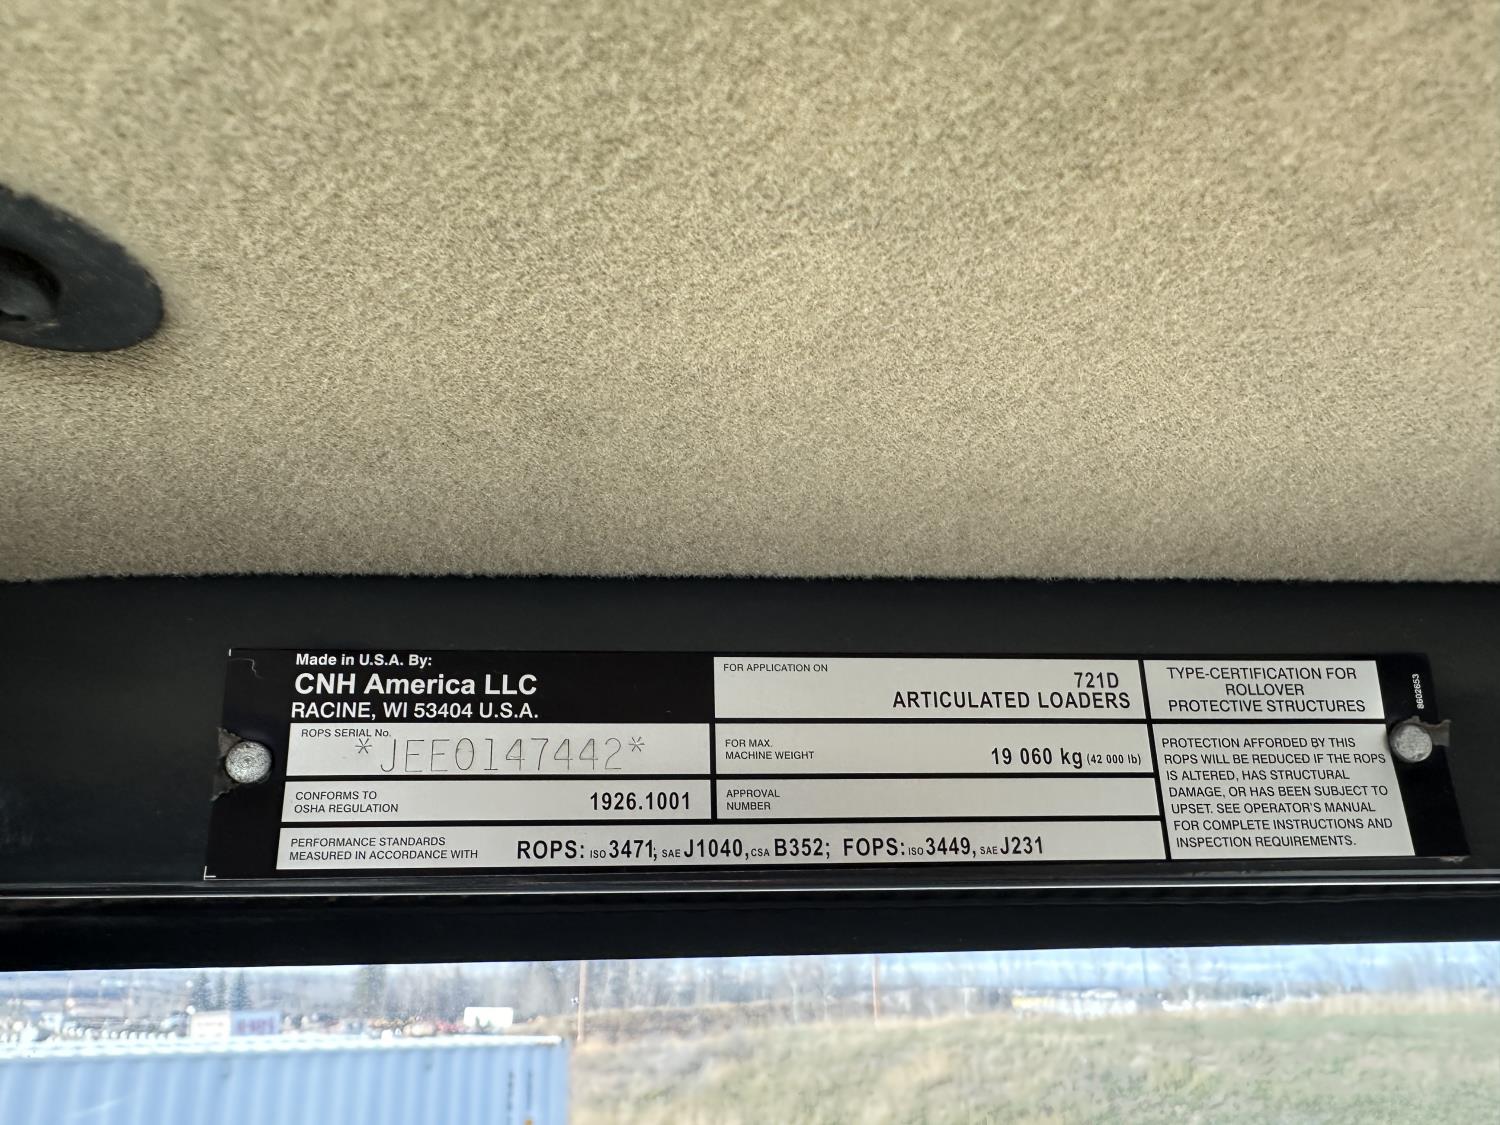 Made in U.S.A. By:
CNH America LLC
RACINE, WI 53404 U.S.A.
ROPS SERIAL No.
*JEE0147442*
CONFORMS TO
OSHA REGULATION
1926.1001
PERFORMANCE STANDARDS
MEASURED IN ACCORDANCE WITH
ROPS: ISO 3471; SAE J1040, CSA B352; FOPS: ISO 3449, SAE J231
FOR APPLICATION ON
721D
ARTICULATED LOADERS
FOR MAX.
MACHINE WEIGHT
19 060 kg (42 000 lb)
APPROVAL
NUMBER
TYPE-CERTIFICATION FOR
ROLLOVER
PROTECTIVE STRUCTURES
PROTECTION AFFORDED BY THIS
ROPS WILL BE REDUCED IF THE ROPS
IS ALTERED, HAS STRUCTURAL
DAMAGE, OR HAS BEEN SUBJECT TO
UPSET. SEE OPERATOR'S MANUAL
FOR COMPLETE INSTRUCTIONS AND
INSPECTION REQUIREMENTS.
8602653